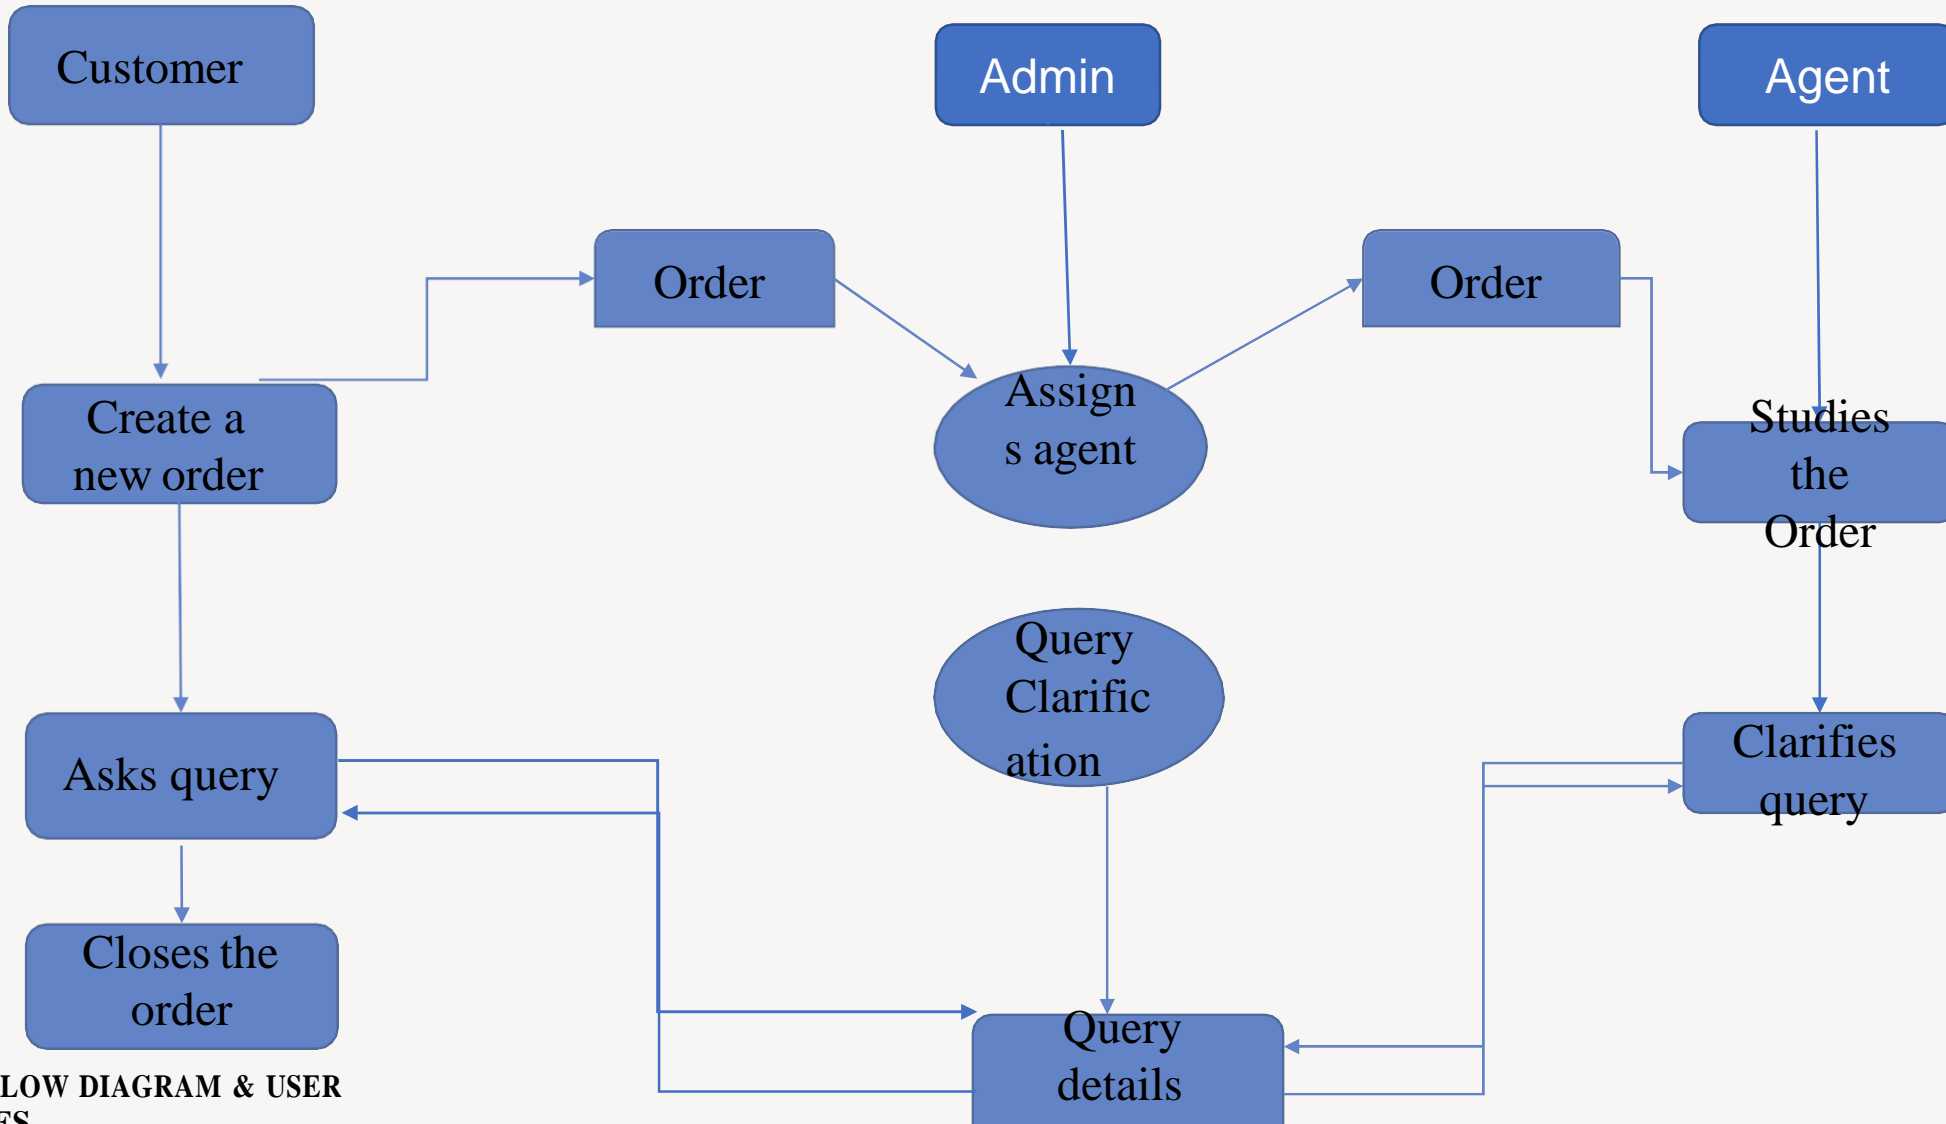 Customer
Admin
Agent
Order
Order
Create a
new order
Assign
s agent
Studies
the
Order
Query
Clarific
ation
Asks query
Clarifies
query
Closes the
order
Query
details
LOW DIAGRAM & USER
ES